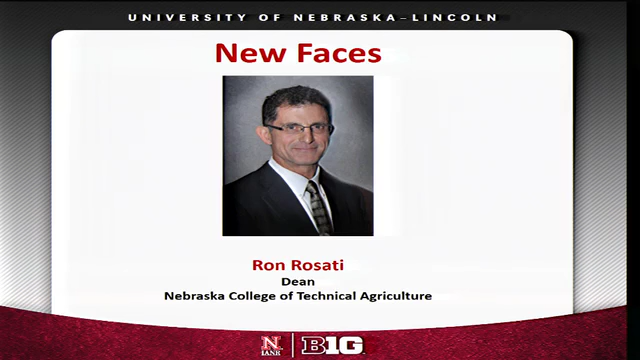 UNIVERSITY OF NEBRASKA–LINCOLN
New Faces
Ron Rosati
Dean
Nebraska College of Technical Agriculture
N IANR B1G